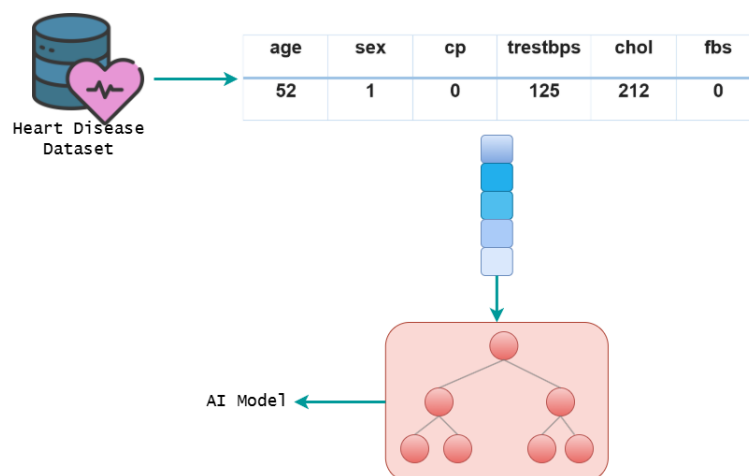 age sex cp trestbps chol fbs
52 1 0 125 212 0
Heart Disease
Dataset
AI Model